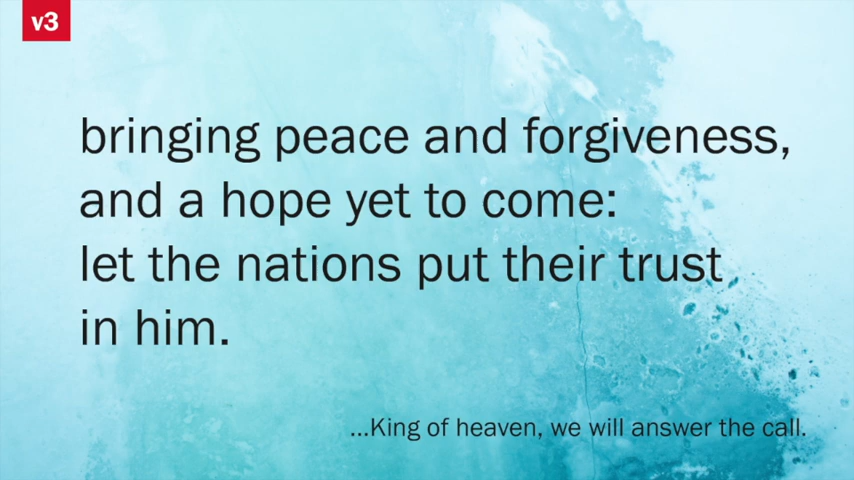 v3
bringing peace and forgiveness,
and a hope yet to come:
let the nations put their trust
in him.
...King of heaven, we will answer the call.